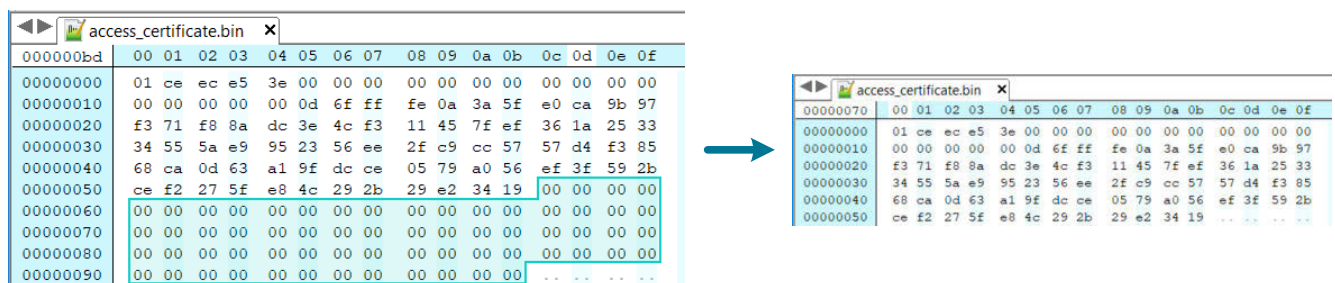 access_certificate.bin ×
000000bd 00 01 02 03 04 05 06 07 08 09 0a 0b 0c 0d 0e 0f
00000000 01 ce ec e5 3e 00 00 00 00 00 00 00 00 00 00 00
00000010 00 00 00 00 00 0d 6f ff fe 0a 3a 5f e0 ca 9b 97
00000020 f3 71 f8 8a dc 3e 4c f3 11 45 7f ef 36 1a 25 33
00000030 34 55 5a e9 95 23 56 ee 2f c9 cc 57 57 d4 f3 85
00000040 68 ca 0d 63 a1 9f dc ce 05 79 a0 56 ef 3f 59 2b
00000050 ce f2 27 5f e8 4c 29 2b 29 e2 34 19 00 00 00 00
00000060 00 00 00 00 00 00 00 00 00 00 00 00 00 00 00 00
00000070 00 00 00 00 00 00 00 00 00 00 00 00 00 00 00 00
00000080 00 00 00 00 00 00 00 00 00 00 00 00 00 00 00 00
00000090 00 00 00 00 00 00 00 00 00 00 00 00 .. .. .. ..
access_certificate.bin ×
00000070 00 01 02 03 04 05 06 07 08 09 0a 0b 0c 0d 0e 0f
00000000 01 ce ec e5 3e 00 00 00 00 00 00 00 00 00 00 00
00000010 00 00 00 00 00 0d 6f ff fe 0a 3a 5f e0 ca 9b 97
00000020 f3 71 f8 8a dc 3e 4c f3 11 45 7f ef 36 1a 25 33
00000030 34 55 5a e9 95 23 56 ee 2f c9 cc 57 57 d4 f3 85
00000040 68 ca 0d 63 a1 9f dc ce 05 79 a0 56 ef 3f 59 2b
00000050 ce f2 27 5f e8 4c 29 2b 29 e2 34 19 .. .. .. ..